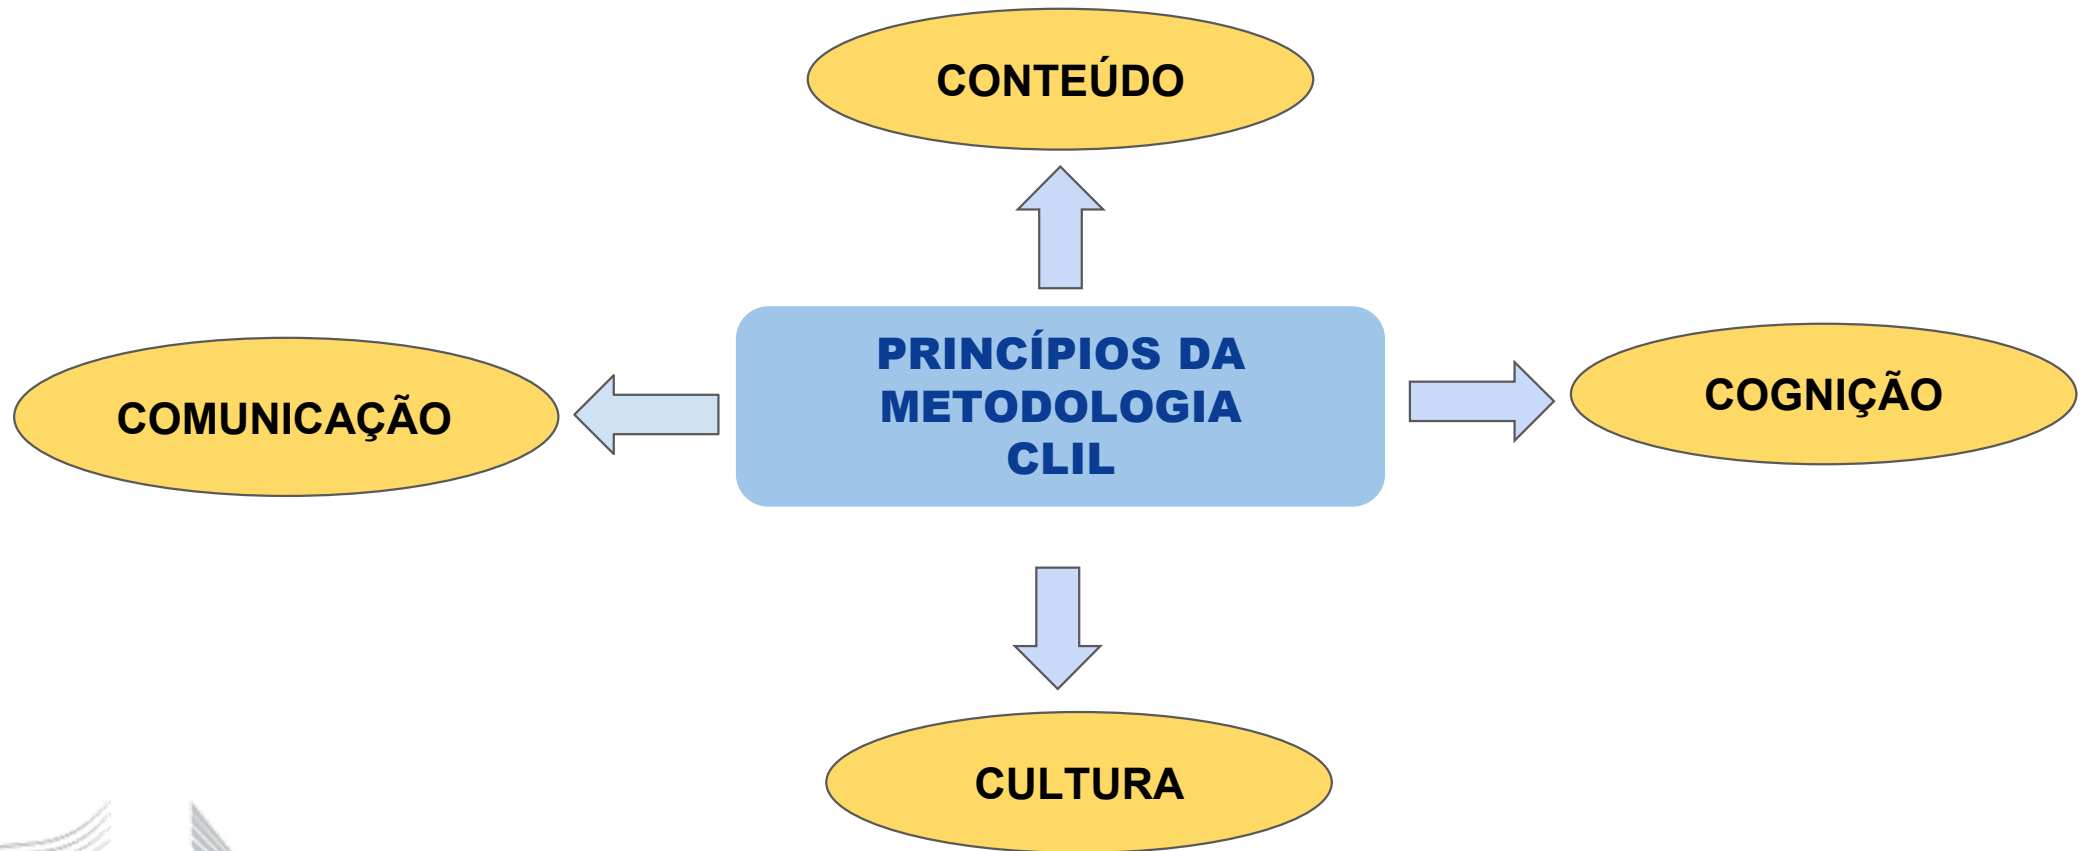 CONTEÚDO
PRINCÍPIOS DA
METODOLOGIA
CLIL
COMUNICAÇÃO
COGNIÇÃO
CULTURA